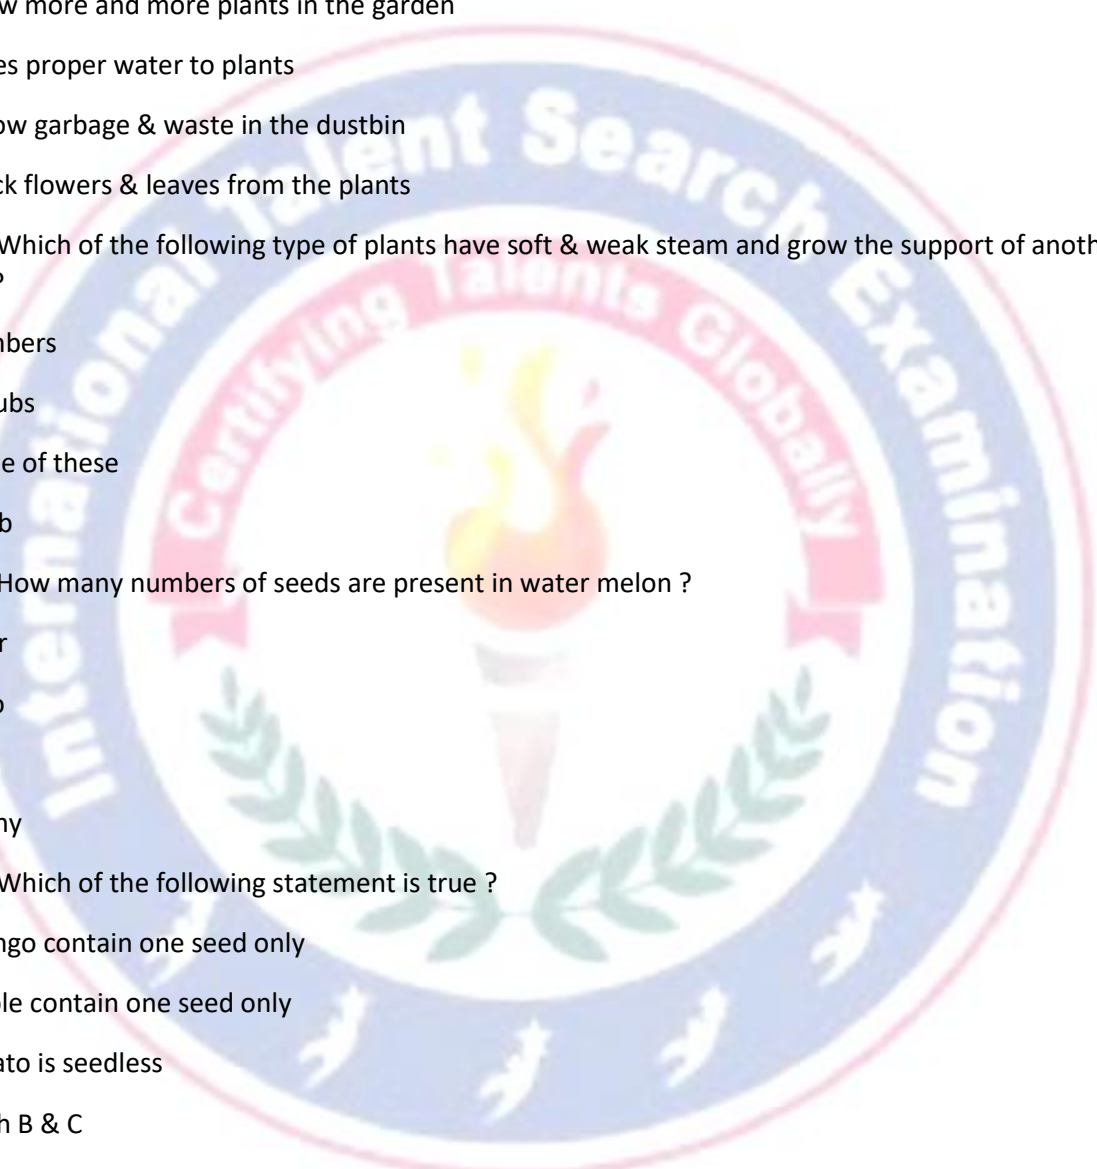 w more and more plants in the garden
es proper water to plants
ow garbage & waste in the dustbin
ck flowers & leaves from the plants
Which of the following type of plants have soft & weak steam and grow the support of anoth
?
nbers
ubs
e of these
b
How many numbers of seeds are present in water melon ?
r
o
ny
Which of the following statement is true ?
ngo contain one seed only
ple contain one seed only
ato is seedless
h B & C
International Talent Search Examination
Certifying Talents Globally